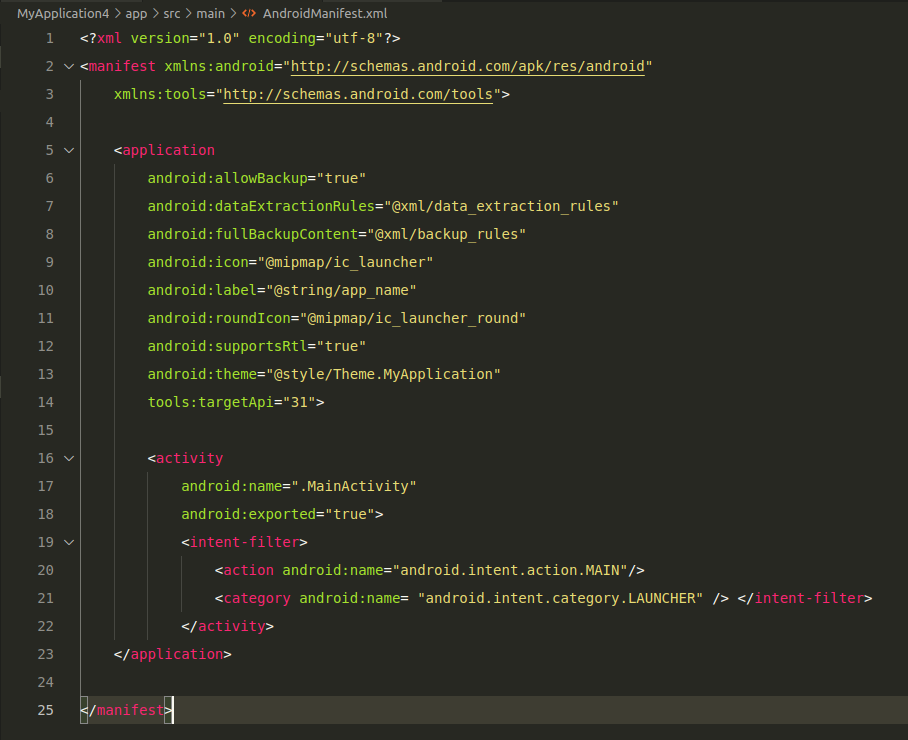 MyApplication4 > app > src > main > AndroidManifest.xml
1 <?xml version="1.0" encoding="utf-8"?>
2 <manifest xmlns:android="http://schemas.android.com/apk/res/android"
3     xmlns:tools="http://schemas.android.com/tools">
4
5     <application
6         android:allowBackup="true"
7         android:dataExtractionRules="@xml/data_extraction_rules"
8         android:fullBackupContent="@xml/backup_rules"
9         android:icon="@mipmap/ic_launcher"
10         android:label="@string/app_name"
11         android:roundIcon="@mipmap/ic_launcher_round"
12         android:supportsRtl="true"
13         android:theme="@style/Theme.MyApplication"
14         tools:targetApi="31">
15
16         <activity
17             android:name=".MainActivity"
18             android:exported="true">
19             <intent-filter>
20                 <action android:name="android.intent.action.MAIN"/>
21                 <category android:name= "android.intent.category.LAUNCHER" /> </intent-filter>
22             </activity>
23     </application>
24
25 </manifest>